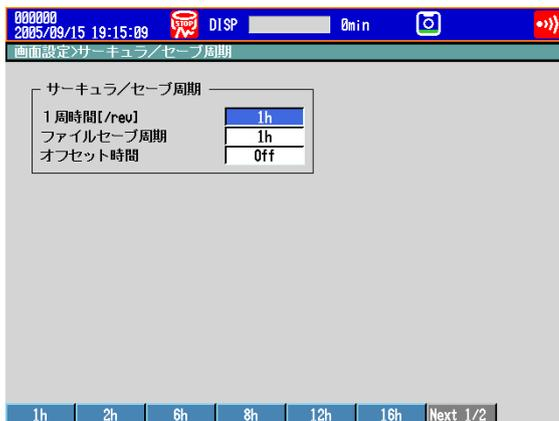 000000
2005/09/15 19:15:09 STOP DISP 0min
画面設定>サーキュラ/セーブ周期
サーキュラ/セーブ周期
1周時間[/rev] 1h
ファイルセーブ周期 1h
オフセット時間 Off
1h 2h 6h 8h 12h 16h Next 1/2